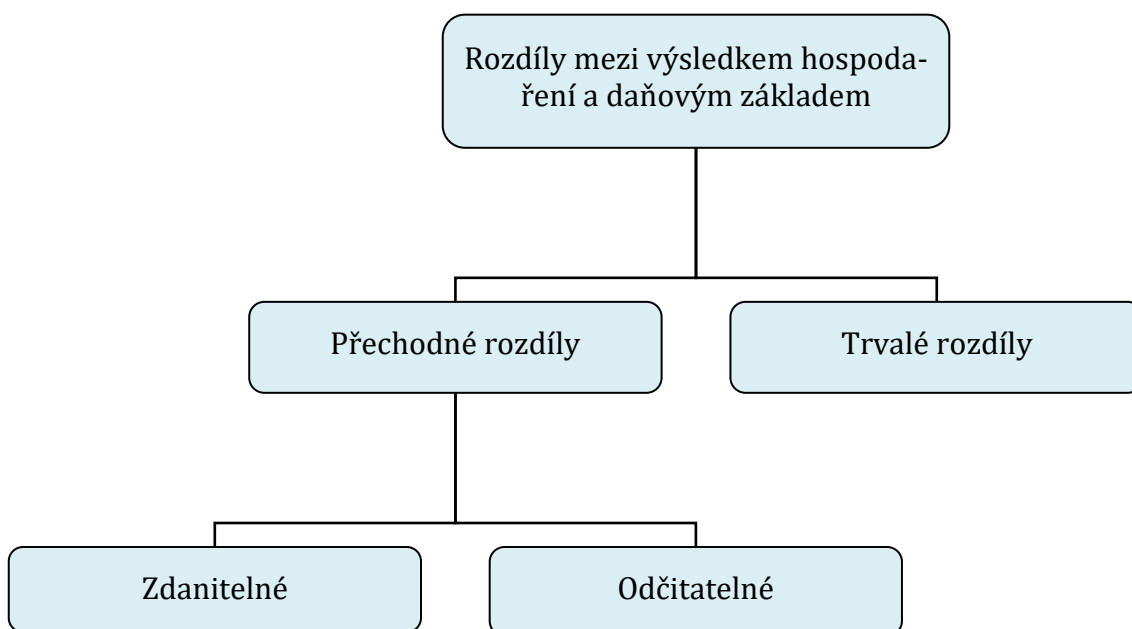 Rozdíly mezi výsledkem hospoda-
ření a daňovým základem
Přechodné rozdíly
Trvalé rozdíly
Zdanitelné
Odčitatelné